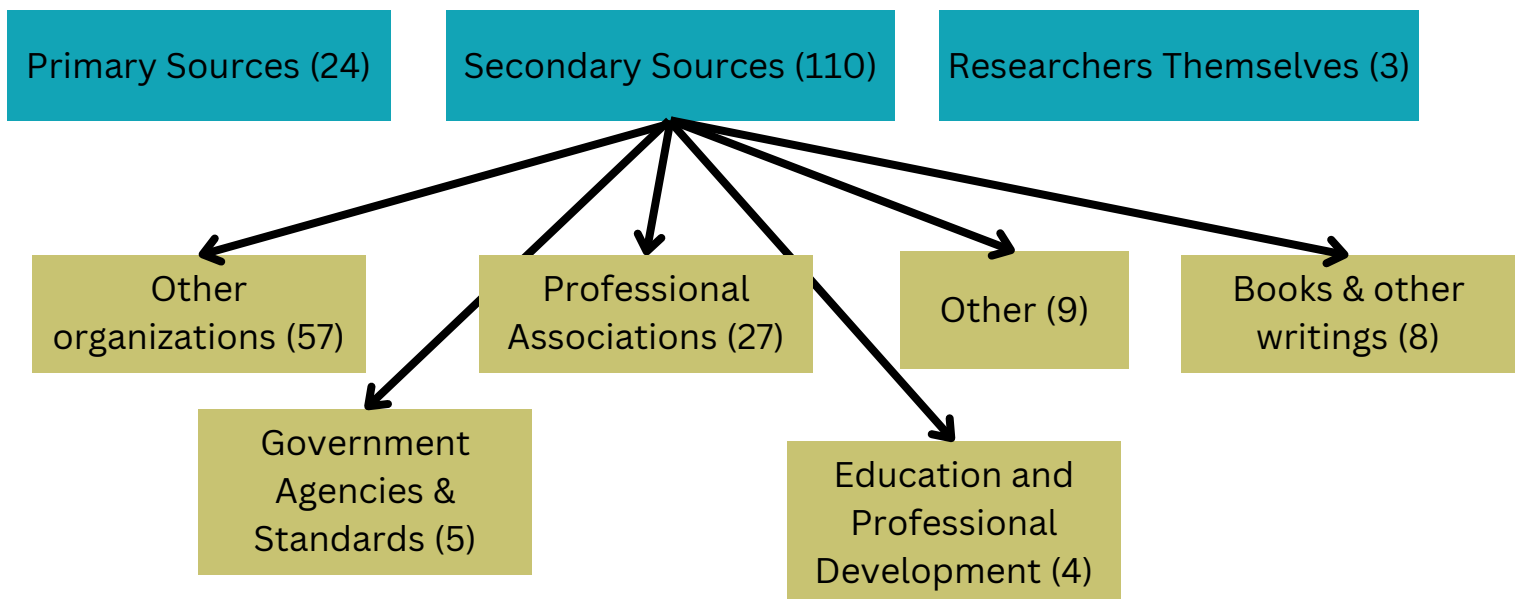 Primary Sources (24)
Secondary Sources (110)
Researchers Themselves (3)
Other
organizations (57)
Professional
Associations (27)
Other (9)
Books & other
writings (8)
Government
Agencies &
Standards (5)
Education and
Professional
Development (4)